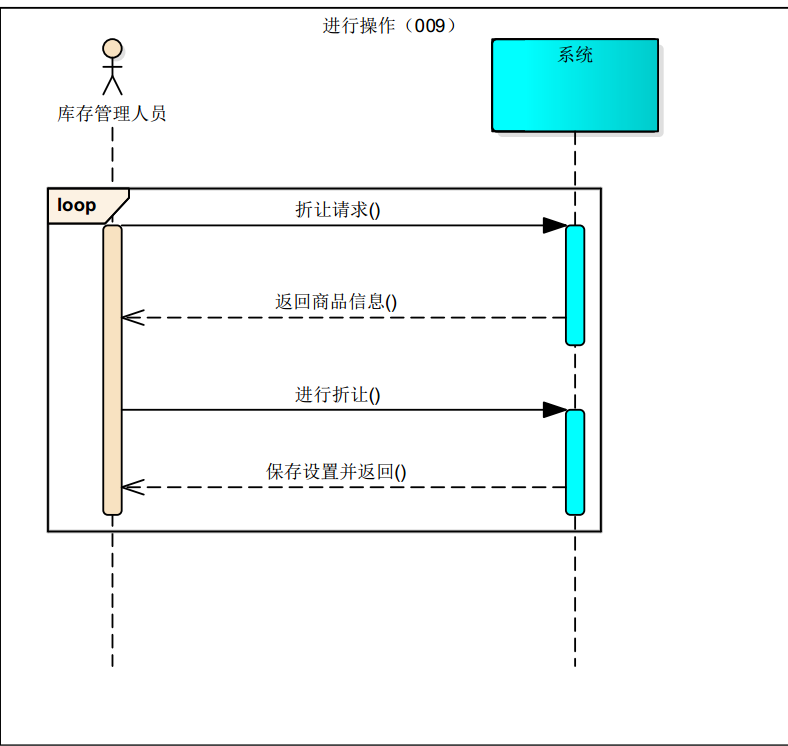 进行操作（009）
系统
库存管理人员
loop
折让请求()
返回商品信息()
进行折让()
保存设置并返回()